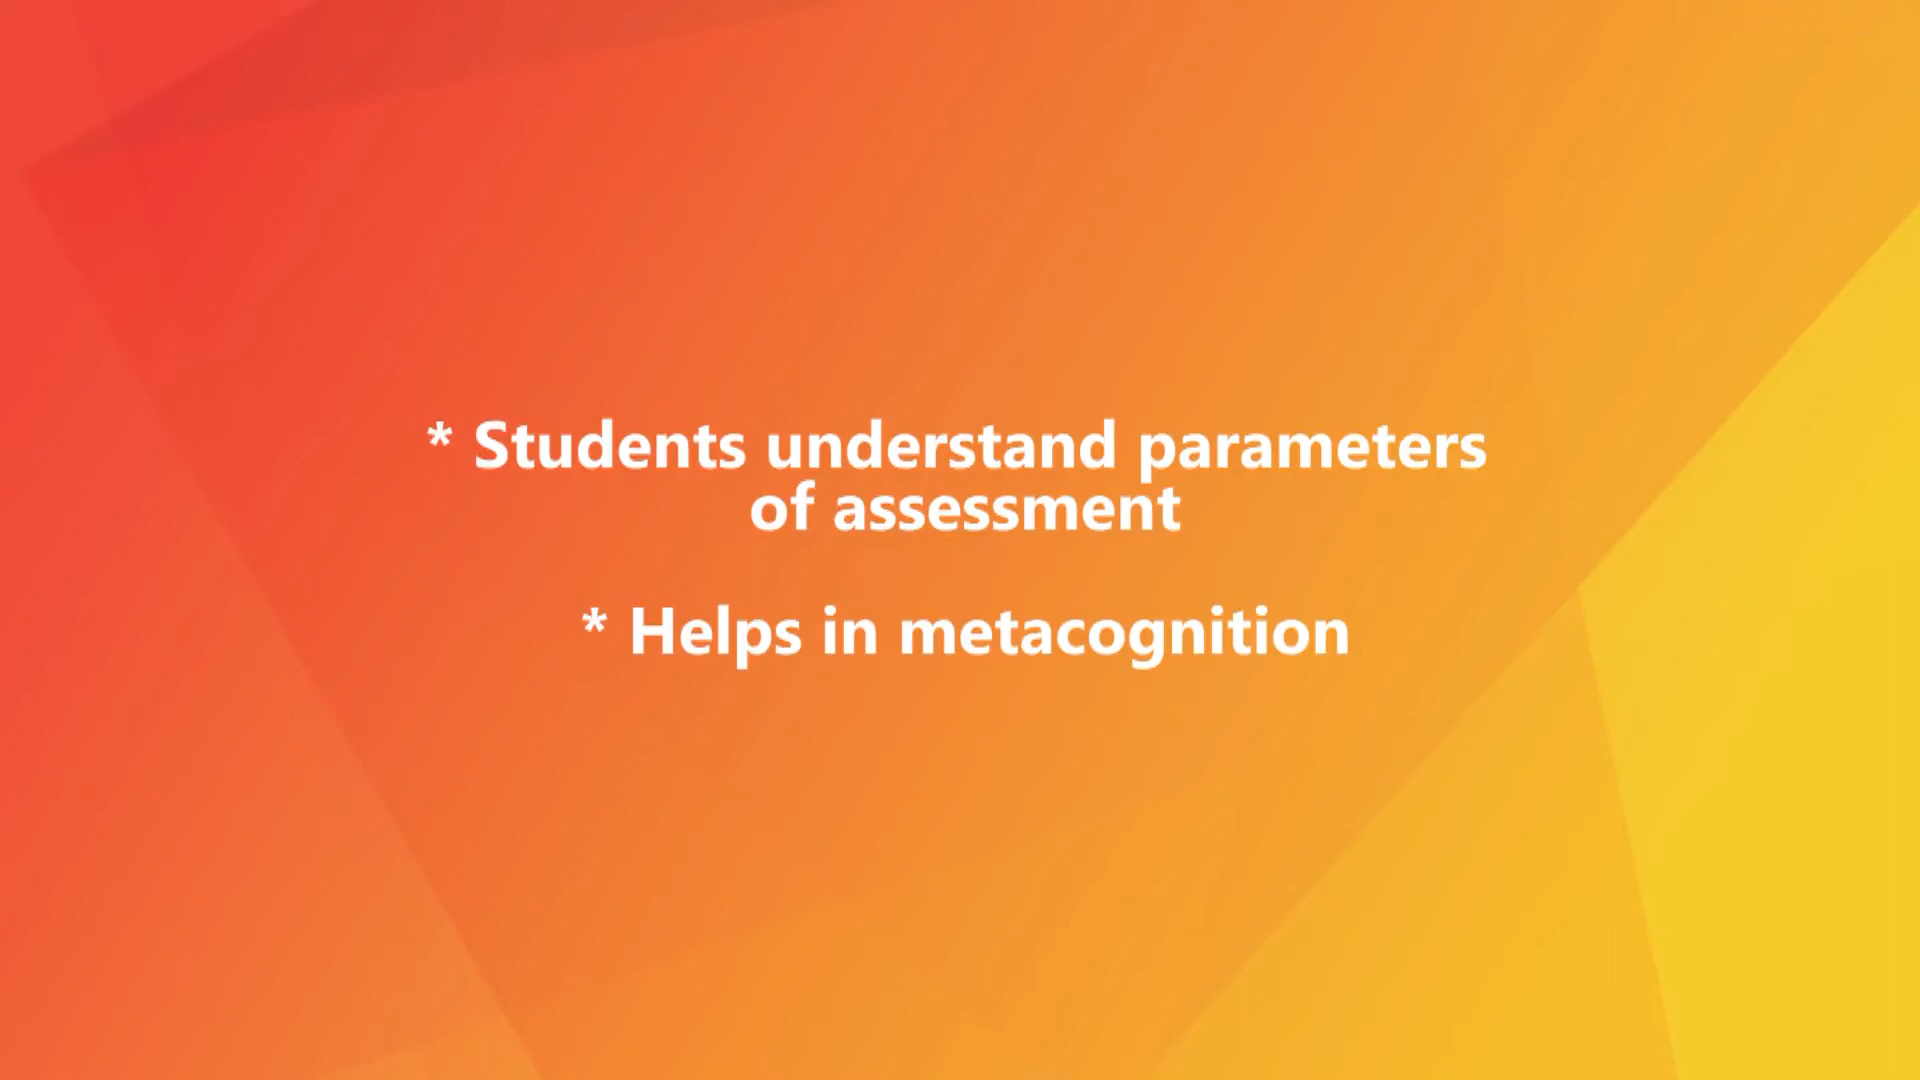 * Students understand parameters
of assessment
* Helps in metacognition